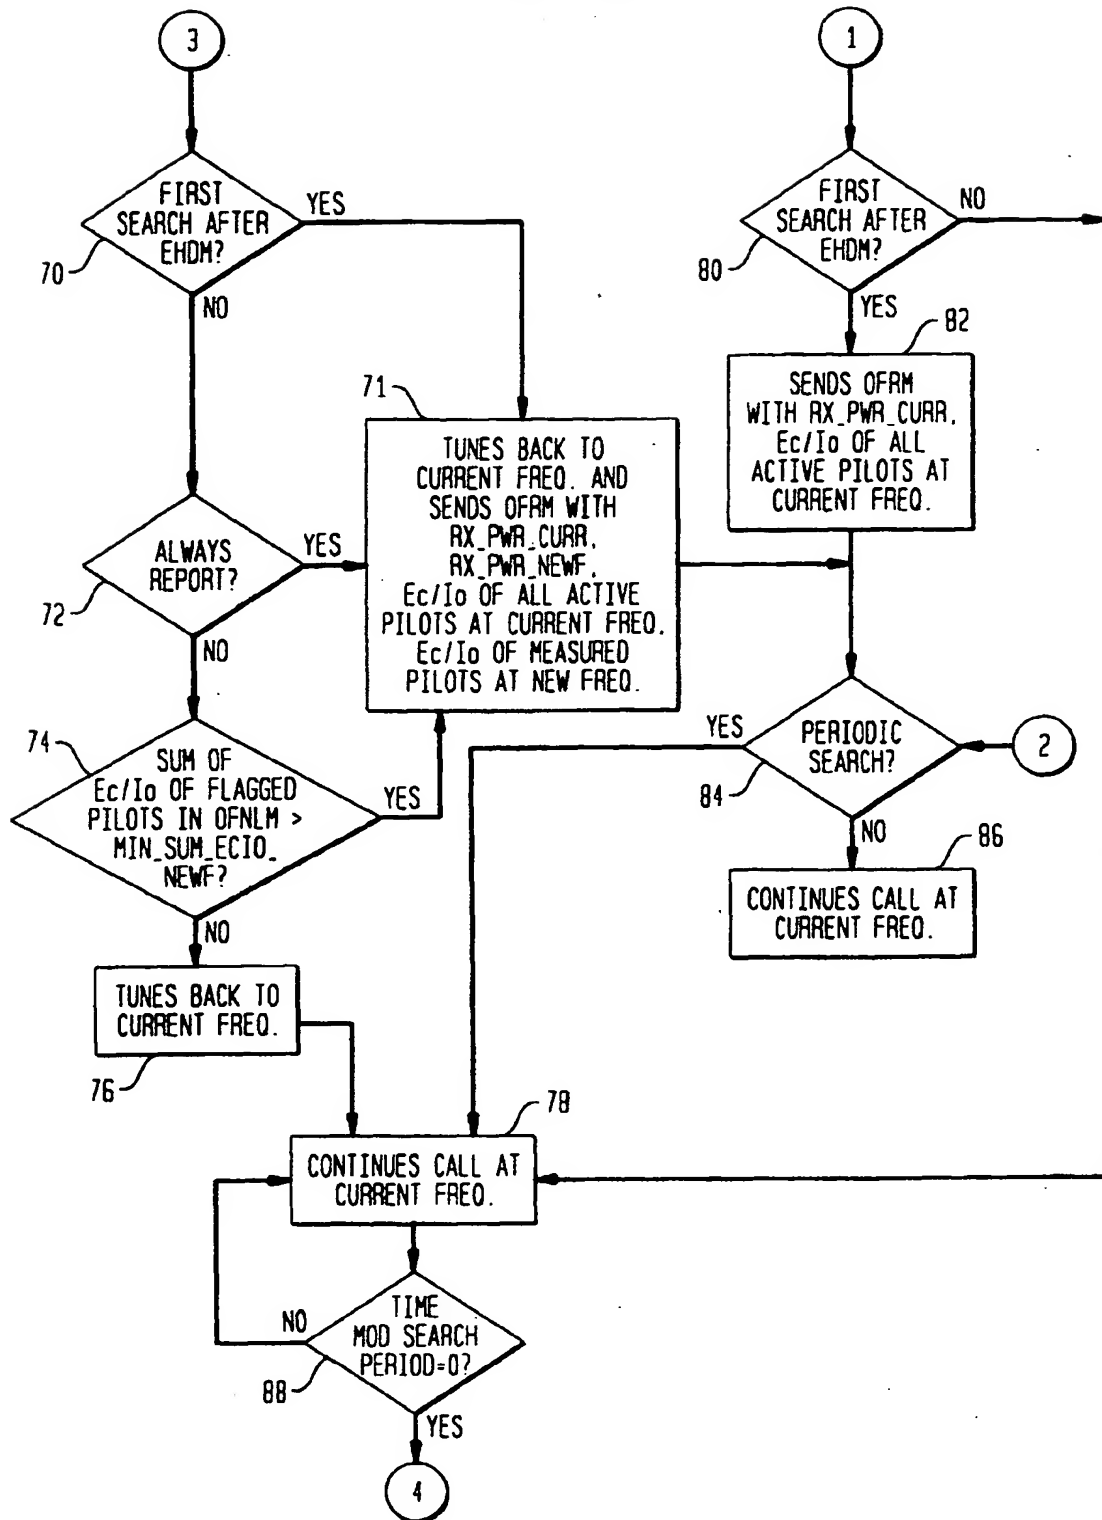 3
FIRST
SEARCH AFTER
EHDM?
YES
70
NO
ALWAYS
REPORT?
YES
72
NO
71
TUNES BACK TO
CURRENT FREQ. AND
SENDS OFRM WITH
RX_PWR_CURR,
RX_PWR_NEWF,
Ec/Io OF ALL ACTIVE
PILOTS AT CURRENT FREQ,
Ec/Io OF MEASURED
PILOTS AT NEW FREQ.
74
SUM OF
Ec/Io OF FLAGGED
PILOTS IN OFNLM >
MIN_SUM_ECIO_
NEWF?
YES
NO
TUNES BACK TO
CURRENT FREQ.
76
1
FIRST
SEARCH AFTER
EHDM?
NO
80
YES
82
SENDS OFRM
WITH RX_PWR_CURR,
Ec/Io OF ALL
ACTIVE PILOTS AT
CURRENT FREQ.
YES
PERIODIC
SEARCH?
2
84
NO
86
CONTINUES CALL AT
CURRENT FREQ.
78
CONTINUES CALL AT
CURRENT FREQ.
NO
TIME
MOD SEARCH
PERIOD=0?
88
YES
4